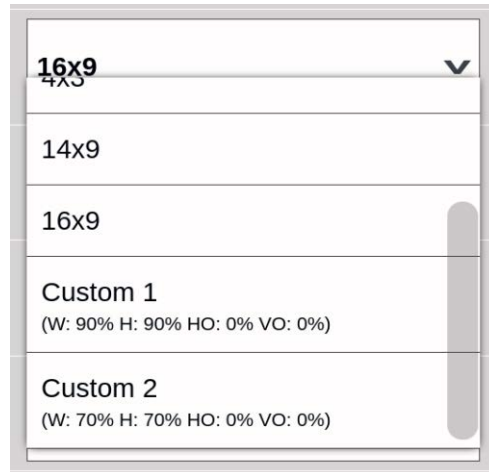 16x9
4x3
14x9
16x9
Custom 1
(W: 90% H: 90% HO: 0% VO: 0%)
Custom 2
(W: 70% H: 70% HO: 0% VO: 0%)